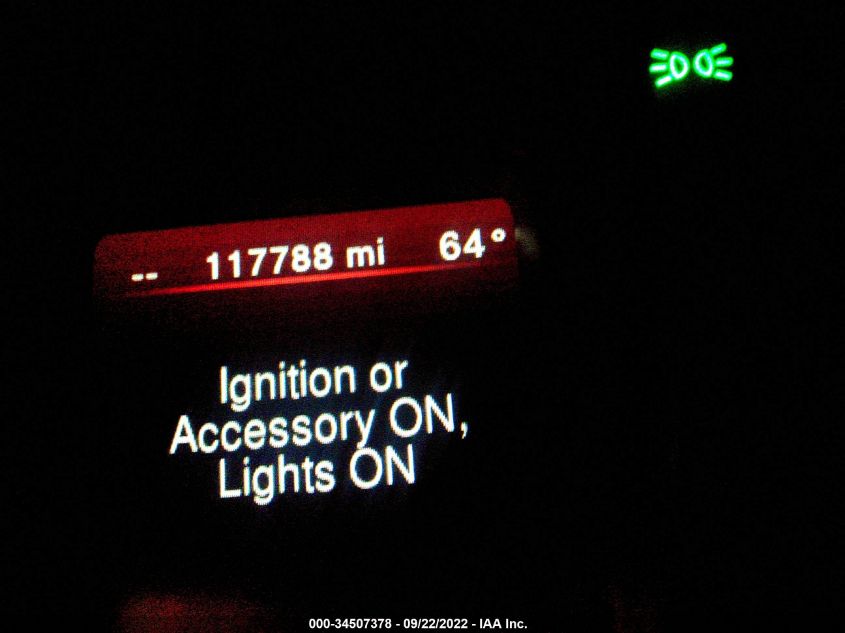 -- 117788 mi 64°
Ignition or
Accessory ON,
Lights ON
000-34507378 - 09/22/2022 - IAA Inc.